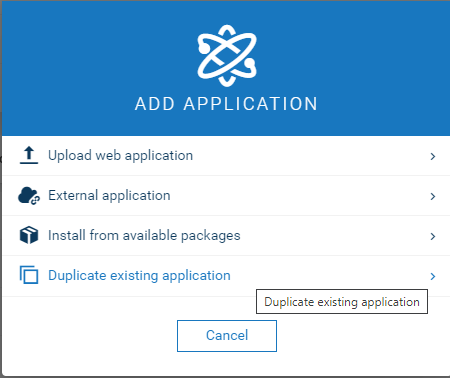 ADD APPLICATION
Upload web application
External application
Install from available packages
Duplicate existing application
Duplicate existing application
Cancel